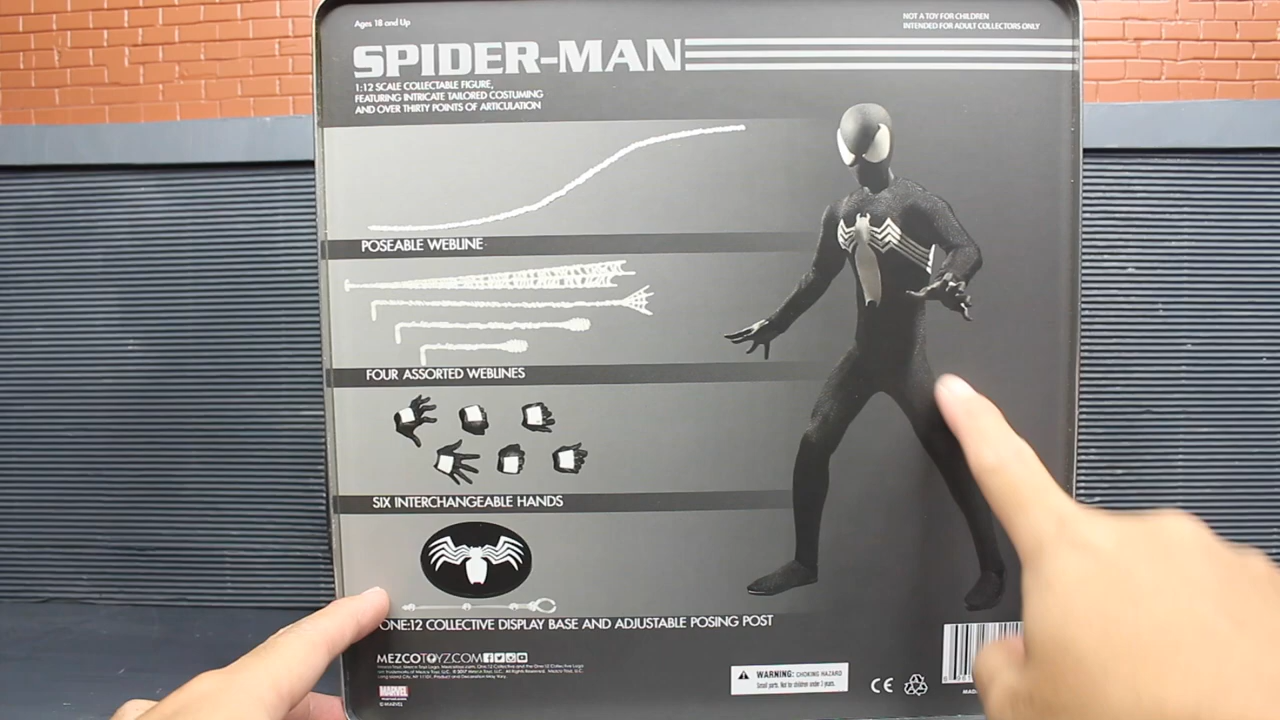 Ages 18 and Up
NOT A TOY FOR CHILDREN
INTENDED FOR ADULT COLLECTORS ONLY
SPIDER-MAN
1:12 SCALE COLLECTABLE FIGURE,
FEATURING INTRICATE TAILORED COSTUMING
AND OVER THIRTY POINTS OF ARTICULATION
POSEABLE WEBLINE
FOUR ASSORTED WEBLINES
SIX INTERCHANGEABLE HANDS
ONE:12 COLLECTIVE DISPLAY BASE AND ADJUSTABLE POSING POST
MEZCOTOYZ.COM
WARNING: CHOKING HAZARD
Small parts. Not for children under 3 years.
CE
MARVEL
© MARVEL